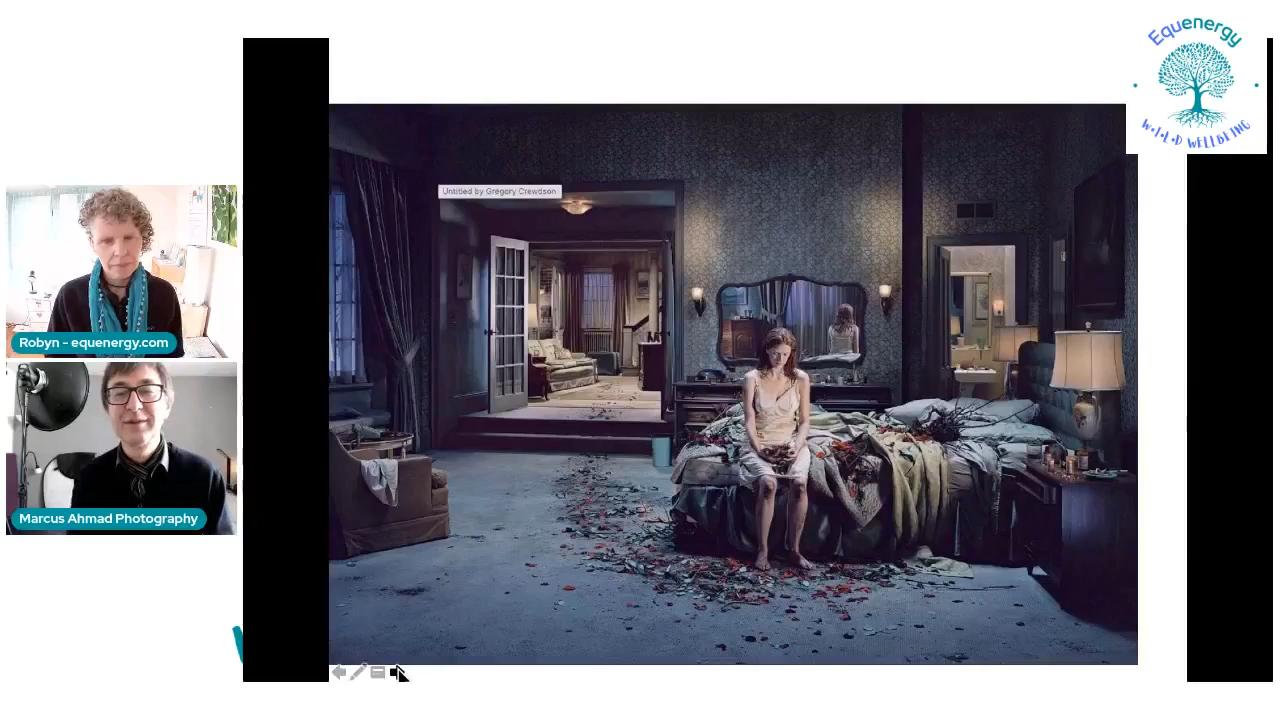 Equenergy
W·I·L·D WELLBEING
Untitled by Gregory Crewdson
Robyn - equenergy.com
Marcus Ahmad Photography